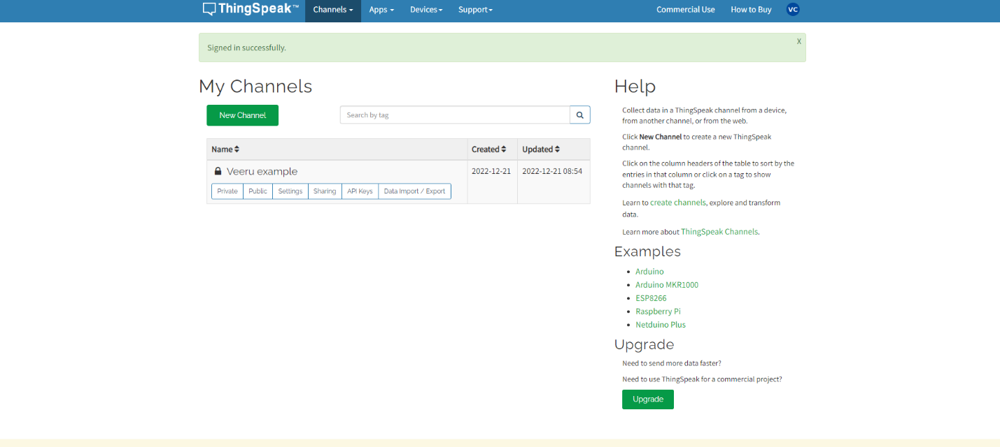 ThingSpeak™ Channels Apps Devices Support Commercial Use How to Buy VC
Signed in successfully.
X
My Channels
New Channel
Search by tag
Name Created Updated
Veeru example 2022-12-21 2022-12-21 08:54
Private Public Settings Sharing API Keys Data Import / Export
Help
Collect data in a ThingSpeak channel from a device,
from another channel, or from the web.
Click New Channel to create a new ThingSpeak
channel.
Click on the column headers of the table to sort by the
entries in that column or click on a tag to show
channels with that tag.
Learn to create channels, explore and transform
data.
Learn more about ThingSpeak Channels.
Examples
Arduino
Arduino MKR1000
ESP8266
Raspberry Pi
Netduino Plus
Upgrade
Need to send more data faster?
Need to use ThingSpeak for a commercial project?
Upgrade